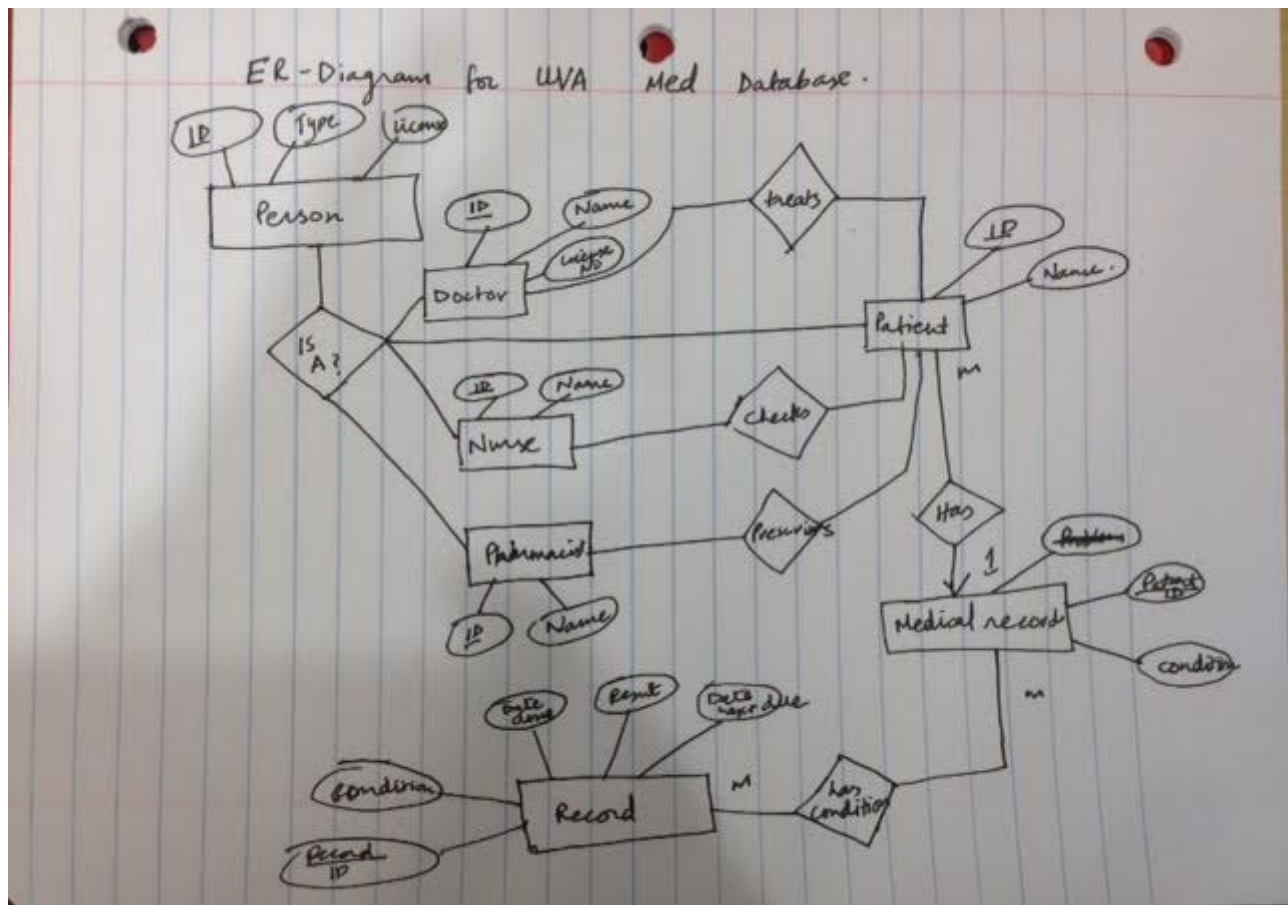 ER-Diagram for UVA Med Database.
ID
Type
License
Person
ID
Name
License
NO
Doctor
treats
ID
Name.
Patient
M
IS
A?
ID
Name
Nurse
Checks
Pharmacist
ID
Name
Has
1
Patient
ID
Medical record
condition
M
Date
done
Result
Date
next due
condition
Record
ID
Record
M
has
condition